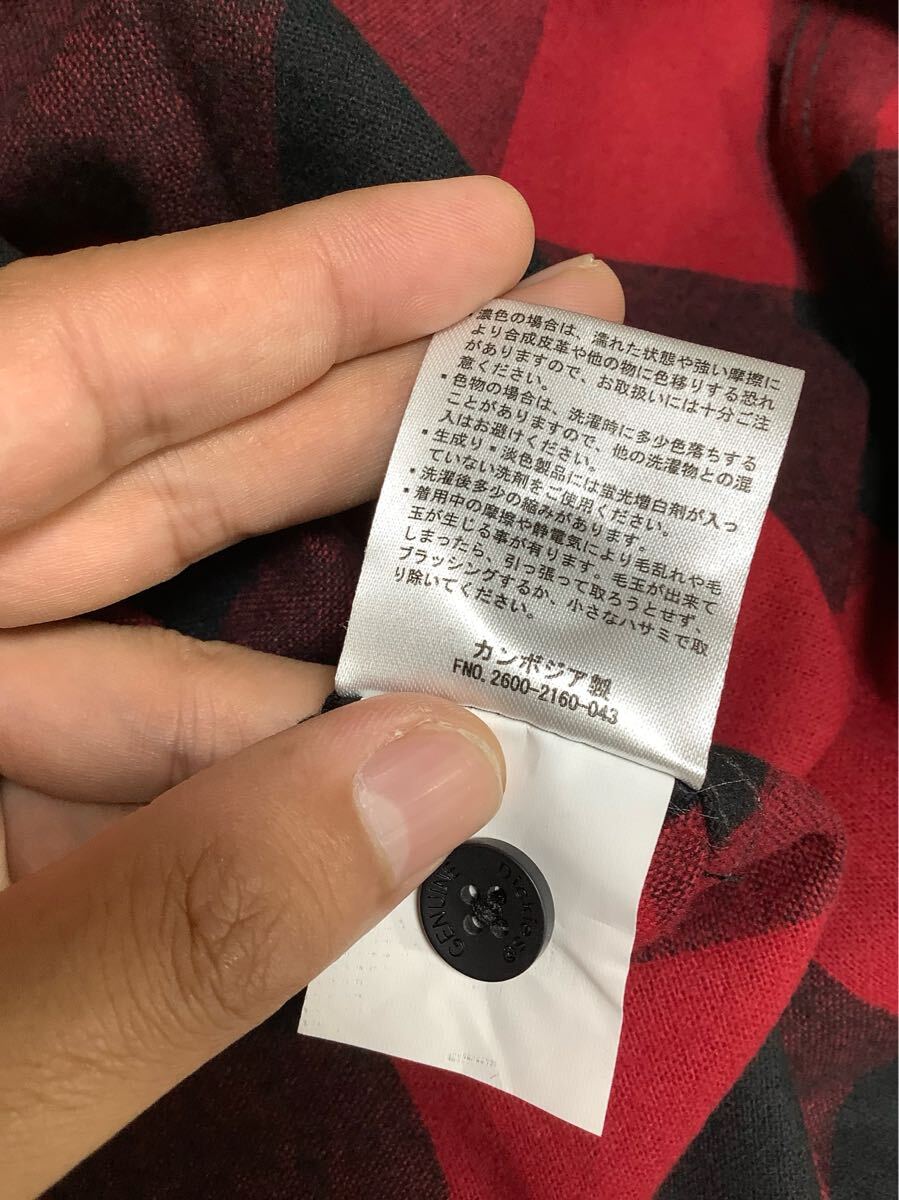 ・濃色の場合は、濡れた状態や強い摩擦に
より合成皮革や他の物に色移りする恐れ
がありますので、お取扱いには十分ご注
意ください。
・色物の場合は、洗濯時に多少色落ちする
ことがありますので、他の洗濯物との混
入はお避けください。
・生成り・淡色製品には蛍光増白剤が入っ
ていない洗剤をご使用ください。
・洗濯後多少の縮みがあります。
・着用中の摩擦や静電気により毛乱れや毛
玉が生じる事が有ります。毛玉が出来て
しまったら、引っ張って取ろうとせず、
ブラッシングするか、小さなハサミで取
り除いてください。
カンボジア製
FNO.2600-2160-043
GENUINE
Dickies®